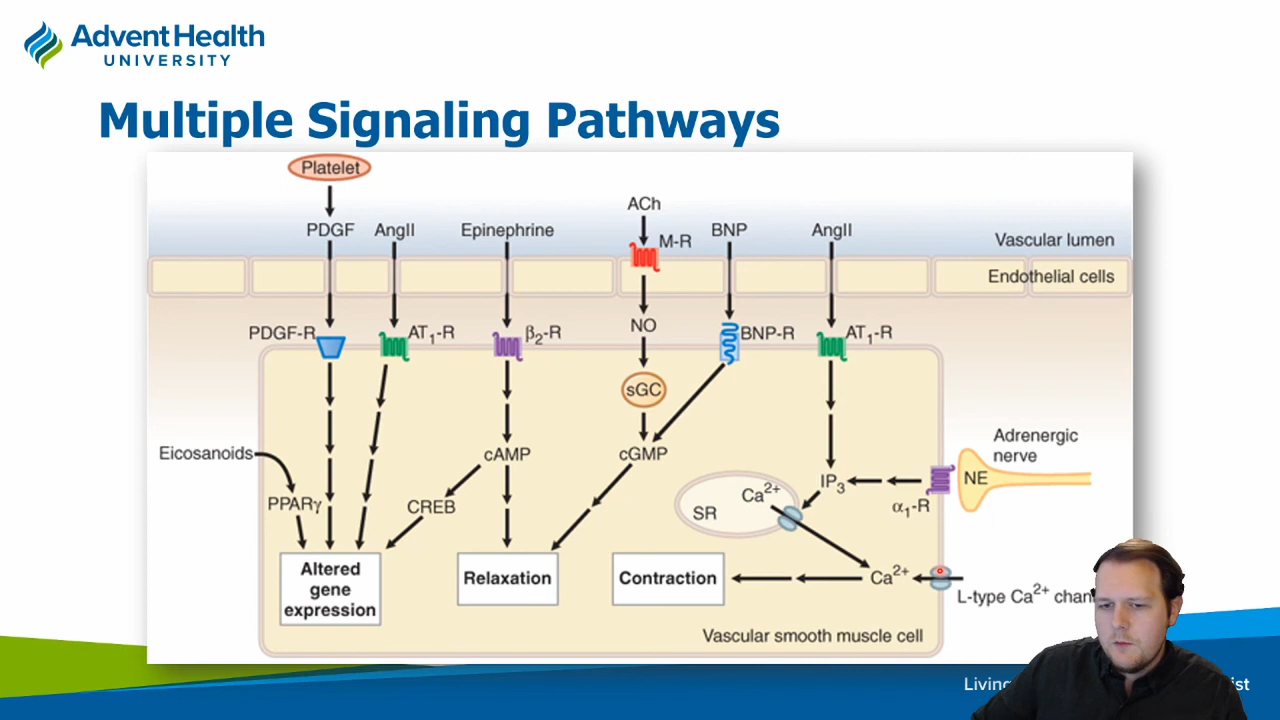 AdventHealth
UNIVERSITY
Multiple Signaling Pathways
Platelet
PDGF
AngII
Epinephrine
ACh
M-R
BNP
AngII
Vascular lumen
Endothelial cells
PDGF-R
AT₁-R
β₂-R
NO
BNP-R
AT₁-R
sGC
Eicosanoids
cAMP
cGMP
Adrenergic
nerve
IP₃
NE
PPARγ
CREB
Ca²⁺
SR
α₁-R
Altered
gene
expression
Relaxation
Contraction
Ca²⁺
L-type Ca²⁺
Vascular smooth muscle cell